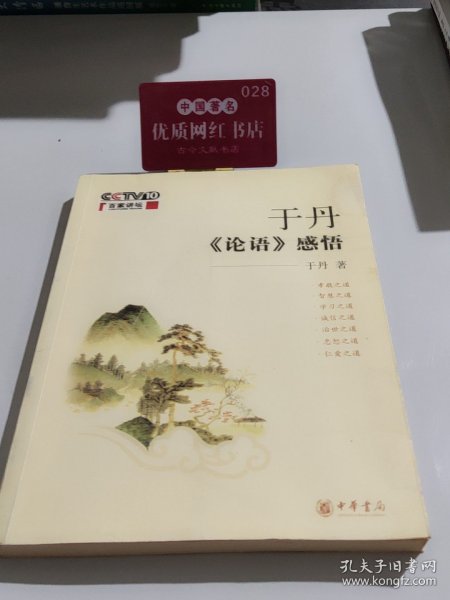 028
中国著名
优质网红书店
古今文献书店
CCTV10
百家讲坛
于丹
《论语》感悟
于丹 著
孝敬之道
·智慧之道
·学习之道
·诚信之道
·治世之道
·忠恕之道
·仁爱之道
中华书局
孔夫子旧书网
www.kongfz.com